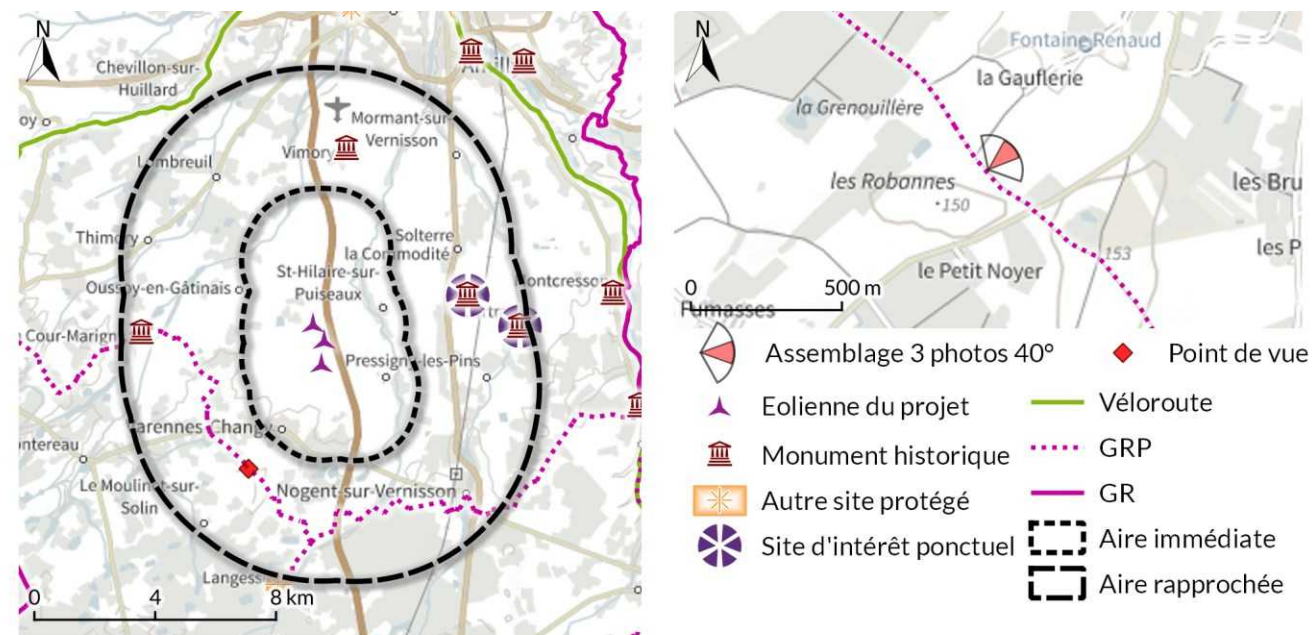 N
Chevillon-sur-
Huillard
Mormant-sur-
Vernisson
Vimory
Lombreuil
Thimory
Solterre
la Commodité
St-Hilaire-sur-
Puiseaux
Oussoy-en-Gâtinais
Cour-Marign
Pressigny-les-Pins
arennes-Changy
ontereau
Le Moulinet-sur-
Solin
Nogent-sur-Vernisson
Langess
0 4 8 km
N
Fontaine Renaud
la Gauflerie
la Grenouillère
les Robannes
150
les Bru
les P
153
le Petit Noyer
0 500 m
Fumasses
Assemblage 3 photos 40°
Point de vue
Eolienne du projet
Véloroute
Monument historique
GRP
Autre site protégé
GR
Site d'intérêt ponctuel
Aire immédiate
Aire rapprochée